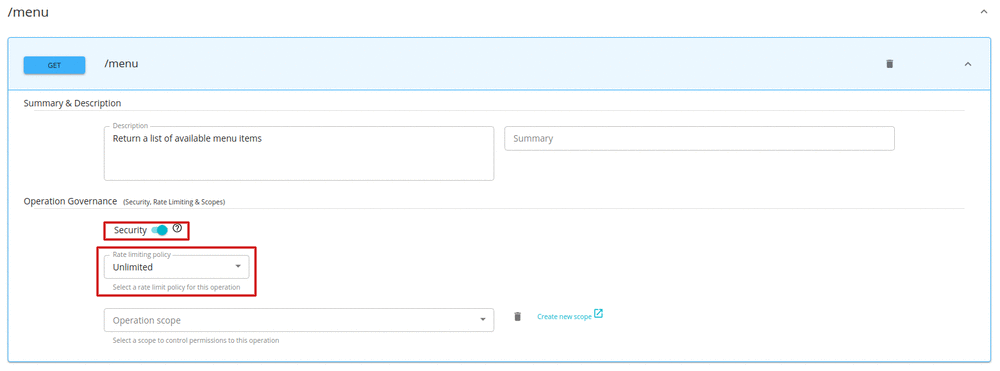 /menu
GET
/menu
Summary & Description
Description
Return a list of available menu items
Summary
Operation Governance (Security, Rate Limiting & Scopes)
Security
Rate limiting policy
Unlimited
Select a rate limit policy for this operation
Operation scope
Create new scope
Select a scope to control permissions to this operation